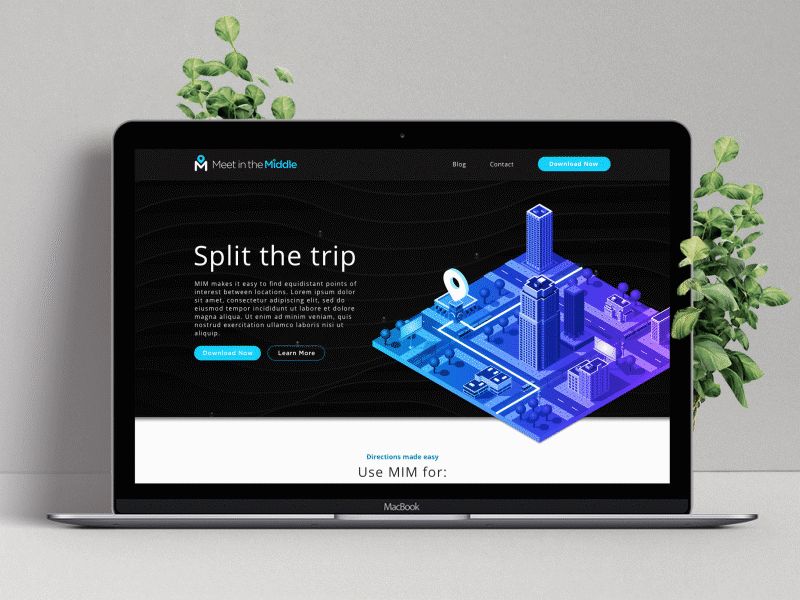 Meet in the Middle
Blog
Contact
Download Now
Split the trip
MIM makes it easy to find equidistant points of
interest between locations. Lorem ipsum dolor
sit amet, consectetur adipiscing elit, sed do
eiusmod tempor incididunt ut labore et dolore
magna aliqua. Ut enim ad minim veniam, quis
nostrud exercitation ullamco laboris nisi ut
aliquip.
Download Now
Learn More
Directions made easy
Use MIM for:
MacBook